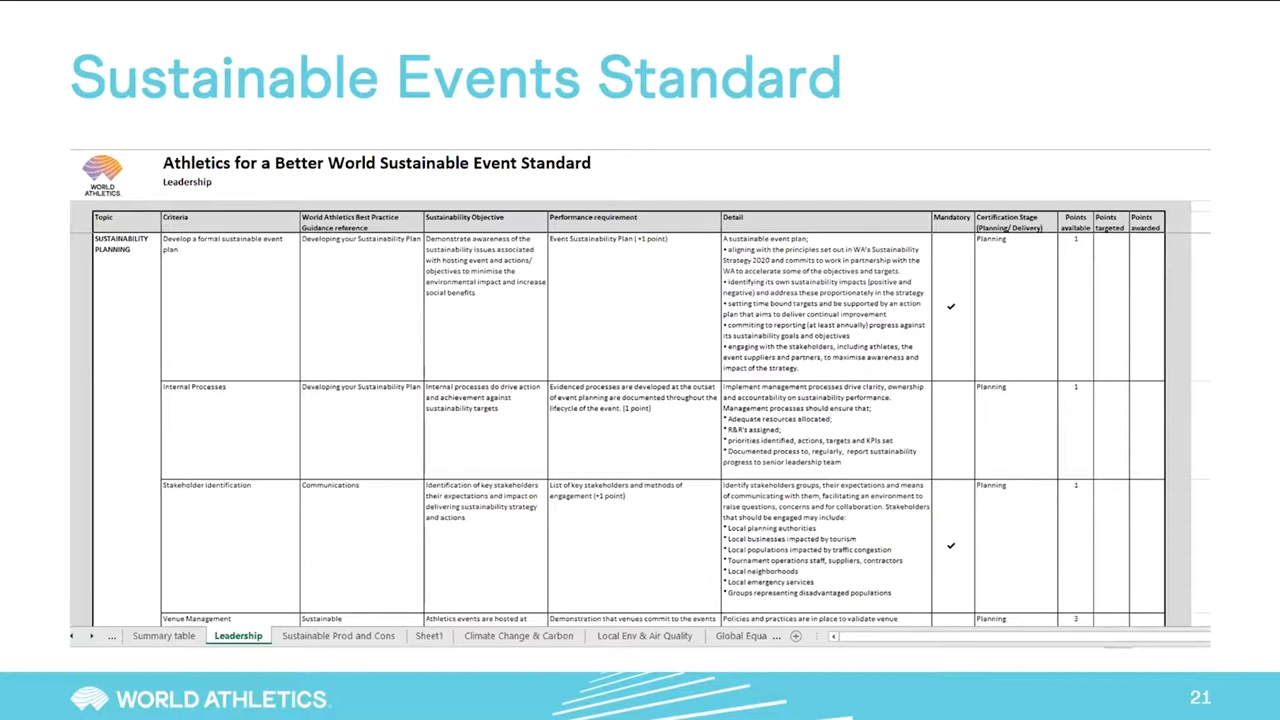 Sustainable Events Standard
WORLD
ATHLETICS.
Athletics for a Better World Sustainable Event Standard
Leadership
Topic
Criteria
World Athletics Best Practice
Guidance reference
Sustainability Objective
Performance requirement
Detail
Mandatory
Certification Stage
(Planning/ Delivery)
Points
available
Points
targeted
Points
awarded
SUSTAINABILITY
PLANNING
Develop a formal sustainable event
plan
Developing your Sustainability Plan
Demonstrate awareness of the
sustainability issues associated
with hosting event and actions/
objectives to minimise the
environmental impact and increase
social benefits
Event Sustainability Plan ( +1 point)
A sustainable event plan;
• aligning with the principles set out in WA's Sustainability
Strategy 2020 and commits to work in partnership with the
WA to accelerate some of the objectives and targets.
• identifying its own sustainability impacts (positive and
negative) and address these proportionately in the strategy
• setting time bound targets and be supported by an action
plan that aims to deliver continual improvement
• commiting to reporting (at least annually) progress against
its sustainability goals and objectives
• engaging with the stakeholders, including athletes, the
event suppliers and partners, to maximise awareness and
impact of the strategy.
✓
Planning
1
Internal Processes
Developing your Sustainability Plan
Internal processes do drive action
and achievement against
sustainability targets
Evidenced processes are developed at the outset
of event planning are documented throughout the
lifecycle of the event. (1 point)
Implement management processes drive clarity, ownership
and accountability on sustainability performance.
Management processes should ensure that;
* Adequate resources allocated;
* R&R's assigned;
* priorities identified, actions, targets and KPIs set
* Documented process to, regularly, report sustainability
progress to senior leadership team
Planning
1
Stakeholder identification
Communications
Identification of key stakeholders
their expectations and impact on
delivering sustainability strategy
and actions
List of key stakeholders and methods of
engagement (+1 point)
Identify stakeholders groups, their expectations and means
of communicating with them, facilitating an environment to
raise questions, concerns and for collaboration. Stakeholders
that should be engaged may include:
* Local planning authorities
* Local businesses impacted by tourism
* Local populations impacted by traffic congestion
* Tournament operations staff, suppliers, contractors
* Local neighborhoods
* Local emergency services
* Groups representing disadvantaged populations
✓
Planning
1
Venue Management
Sustainable
Athletics events are hosted at
Demonstration that venues commit to the events
Policies and practices are in place to validate venue
Planning
3
... Summary table Leadership Sustainable Prod and Cons Sheet1 Climate Change & Carbon Local Env & Air Quality Global Equa ...
WORLD ATHLETICS.
21